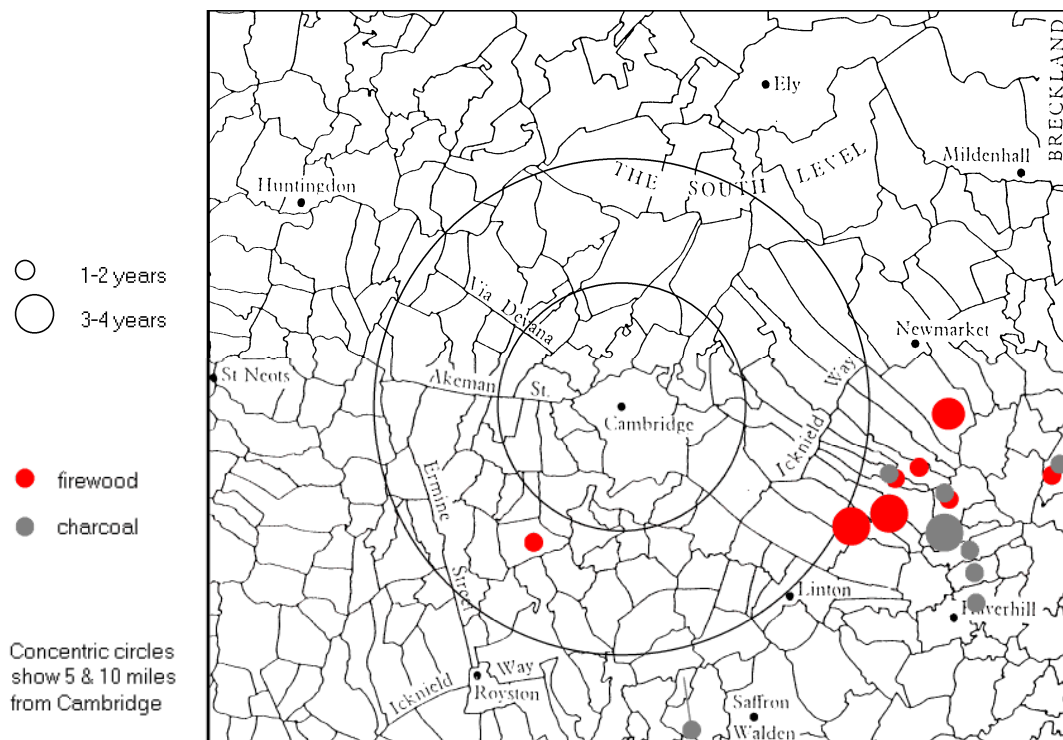 1-2 years
3-4 years
firewood
charcoal
Concentric circles
show 5 & 10 miles
from Cambridge
BRECKLAND
Ely
Mildenhall
THE SOUTH LEVEL
Huntingdon
Via Devana
Newmarket
St Neots
Akeman St.
Icknield Way
Cambridge
Ermine Street
Linton
Haverhill
Icknield Way
Royston
Saffron
Walden